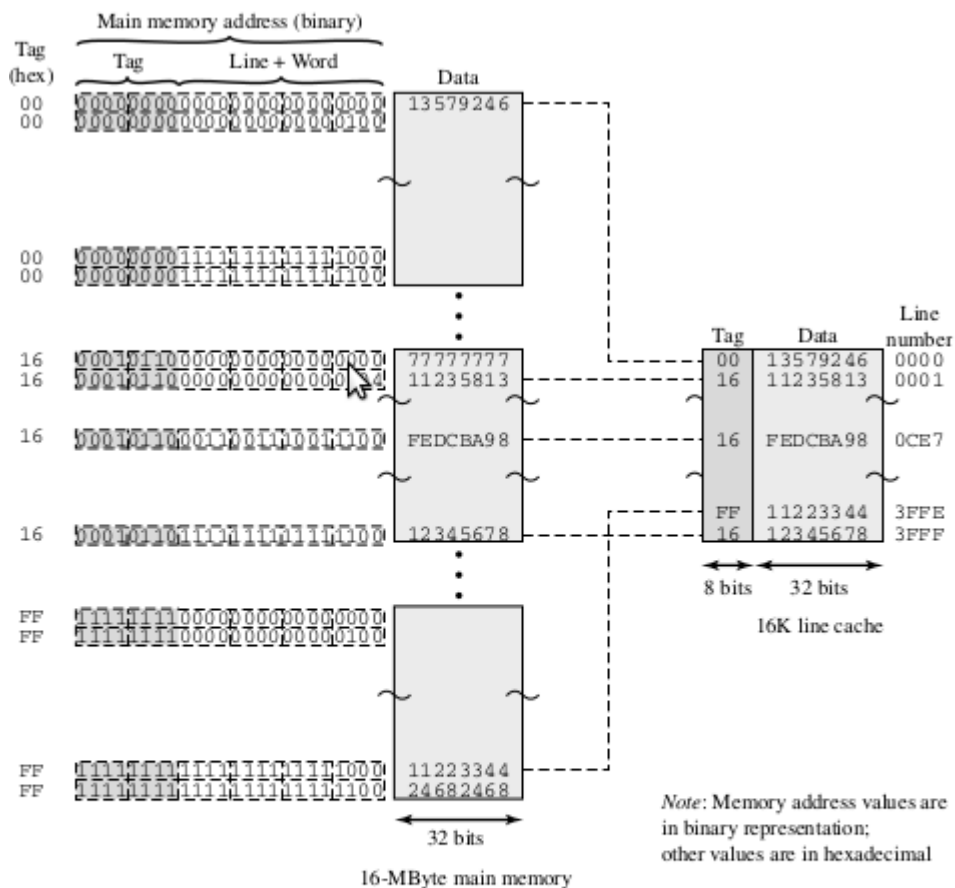 Main memory address (binary)
Tag
(hex)
Tag
Line + Word
Data
00 000000000000000000000000 13579246
00 000000000000000000000100
00 000000001111111111111000
00 000000001111111111111100
16 000101100000000000000000 77777777
16 11235813
16 000101100011001110011100 FEDCBA98
16 000101101111111111111100 12345678
FF 111111110000000000000000
FF 111111110000000000000100
FF 111111111111111111111000 11223344
FF 111111111111111111111100 24682468
32 bits
16-MByte main memory
Tag Data
Line
number
00 13579246 0000
16 11235813 0001
16 FEDCBA98 0CE7
FF 11223344 3FFE
16 12345678 3FFF
8 bits 32 bits
16K line cache
Note: Memory address values are
in binary representation;
other values are in hexadecimal